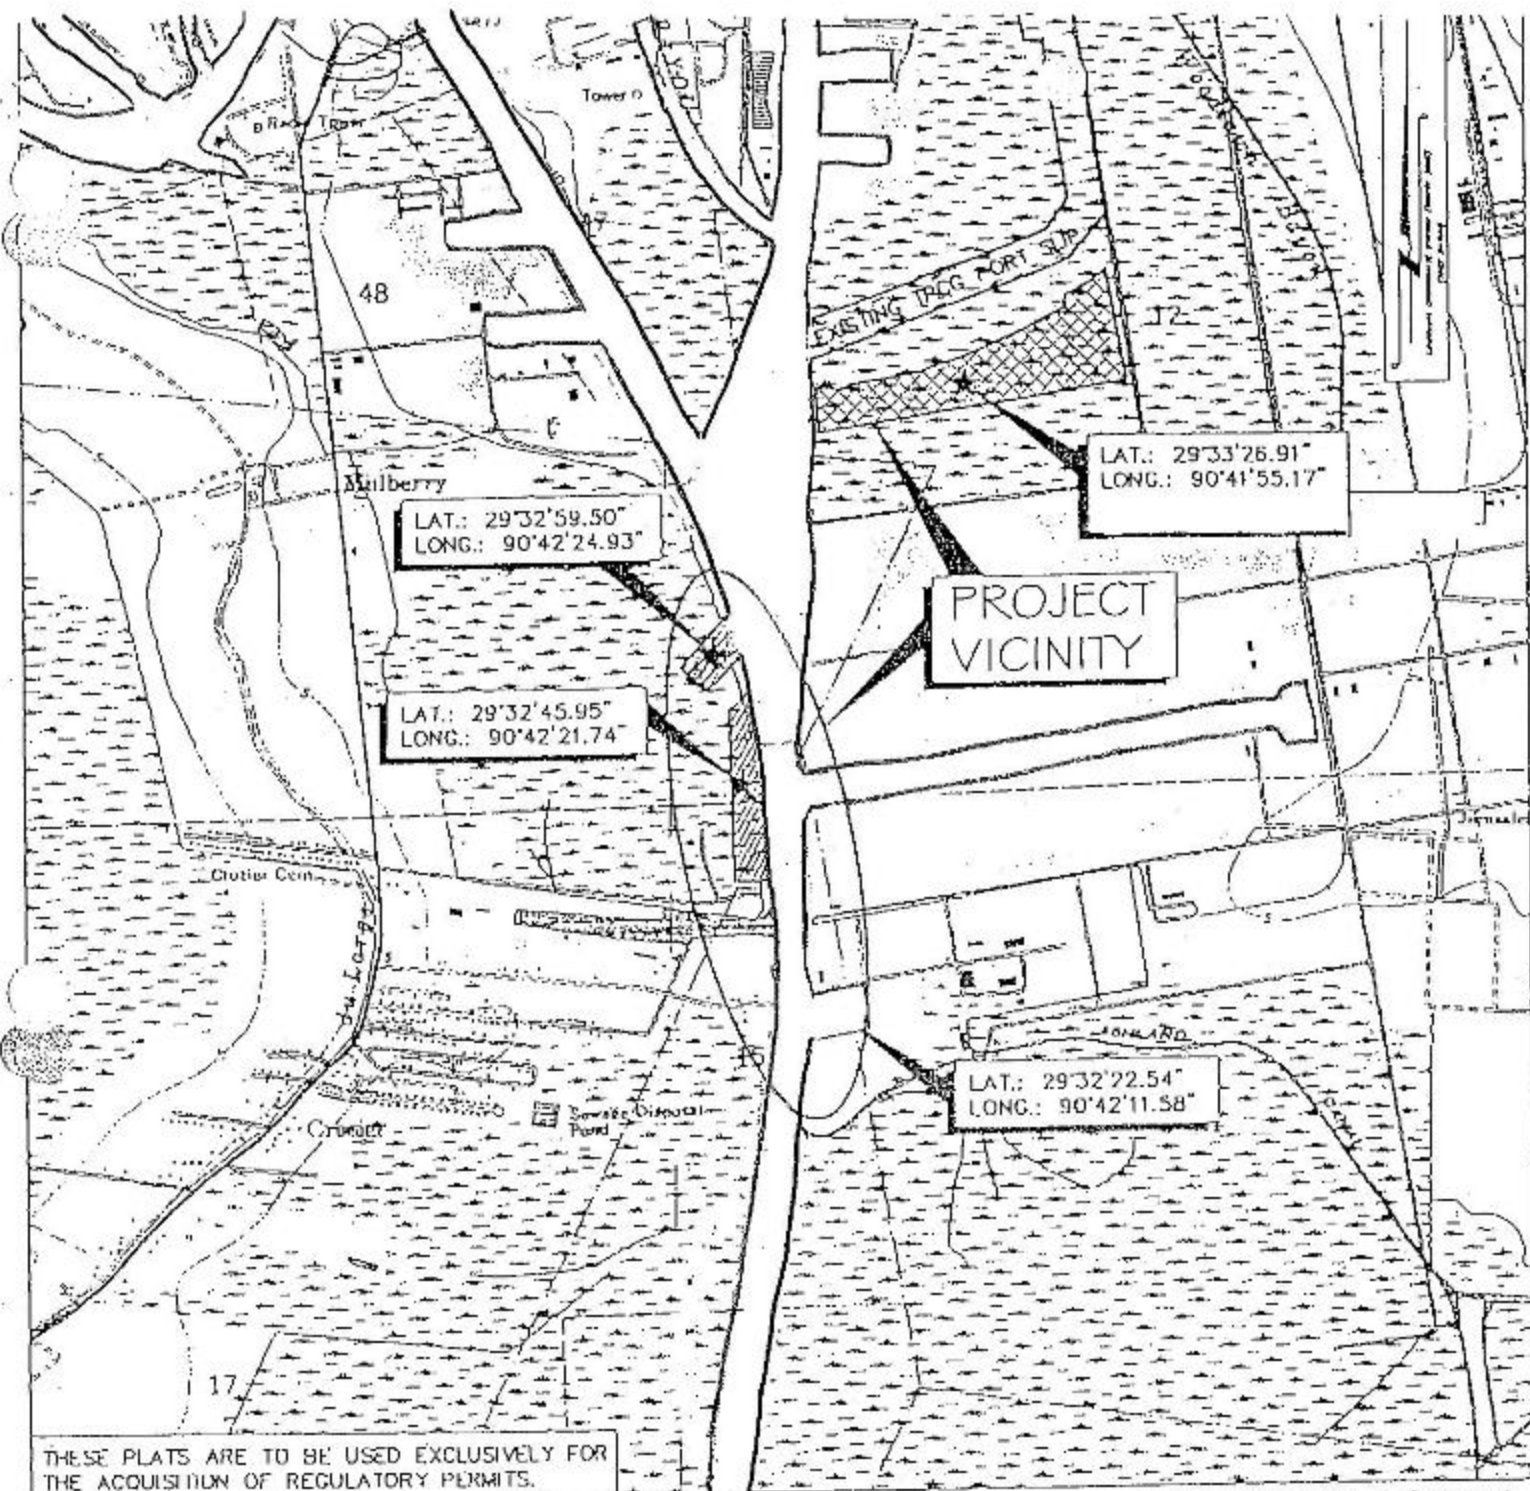 Tower
48
EXISTING TPCG PORT SLIP
LAT.: 29°33'26.91"
LONG.: 90°41'55.17"
Mulberry
LAT.: 29°32'59.50"
LONG.: 90°42'24.93"
PROJECT
VICINITY
LAT.: 29°32'45.95"
LONG.: 90°42'21.74"
5
Large
LAT.: 29°32'22.54"
LONG.: 90°42'11.58"
Sewage Disposal
Pond
17
THESE PLATS ARE TO BE USED EXCLUSIVELY FOR
THE ACQUISITION OF REGULATORY PERMITS.